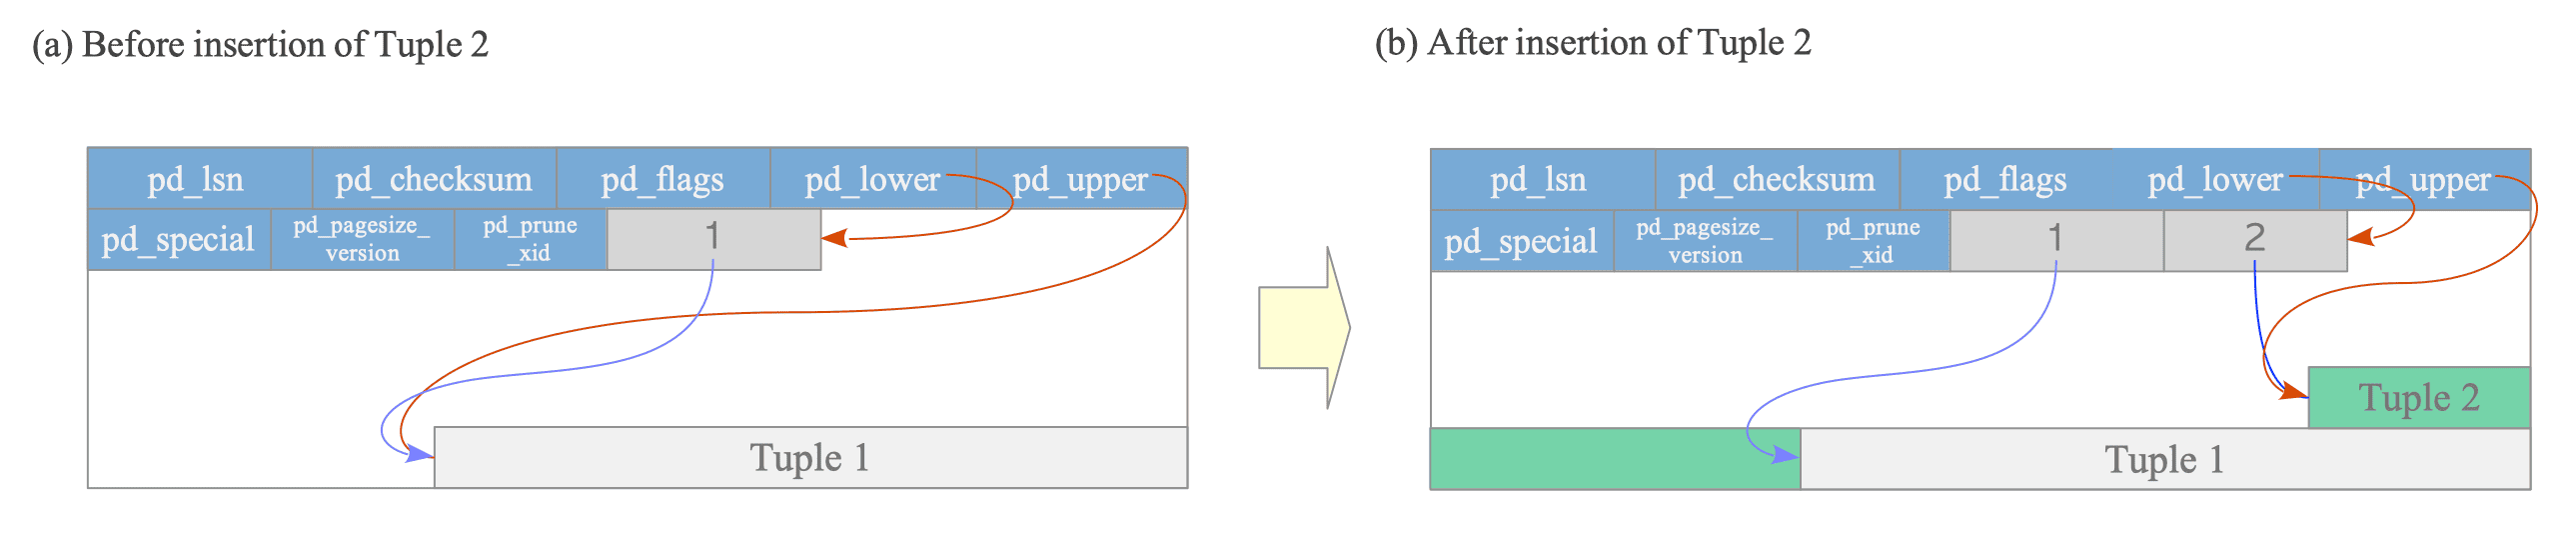 (a) Before insertion of Tuple 2
pd_lsn pd_checksum pd_flags pd_lower pd_upper
pd_special pd_pagesize_ version pd_prune _xid 1
Tuple 1
(b) After insertion of Tuple 2
pd_lsn pd_checksum pd_flags pd_lower pd_upper
pd_special pd_pagesize_ version pd_prune _xid 1 2
Tuple 2
Tuple 1